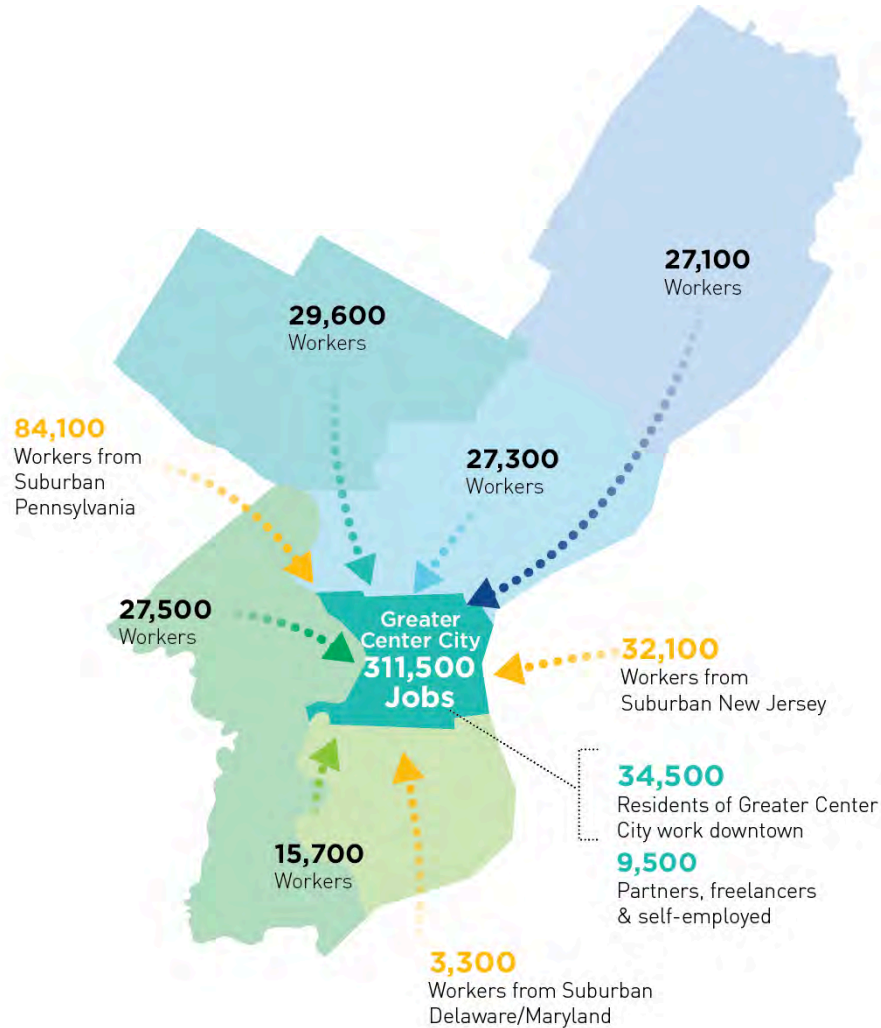 27,100
Workers
29,600
Workers
84,100
Workers from
Suburban
Pennsylvania
27,300
Workers
27,500
Workers
Greater
Center City
311,500
Jobs
32,100
Workers from
Suburban New Jersey
34,500
Residents of Greater Center
City work downtown
9,500
Partners, freelancers
& self-employed
15,700
Workers
3,300
Workers from Suburban
Delaware/Maryland